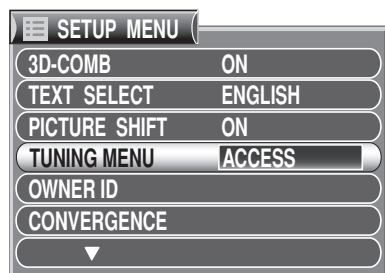 SETUP MENU
3D-COMB ON
TEXT SELECT ENGLISH
PICTURE SHIFT ON
TUNING MENU ACCESS
OWNER ID
CONVERGENCE